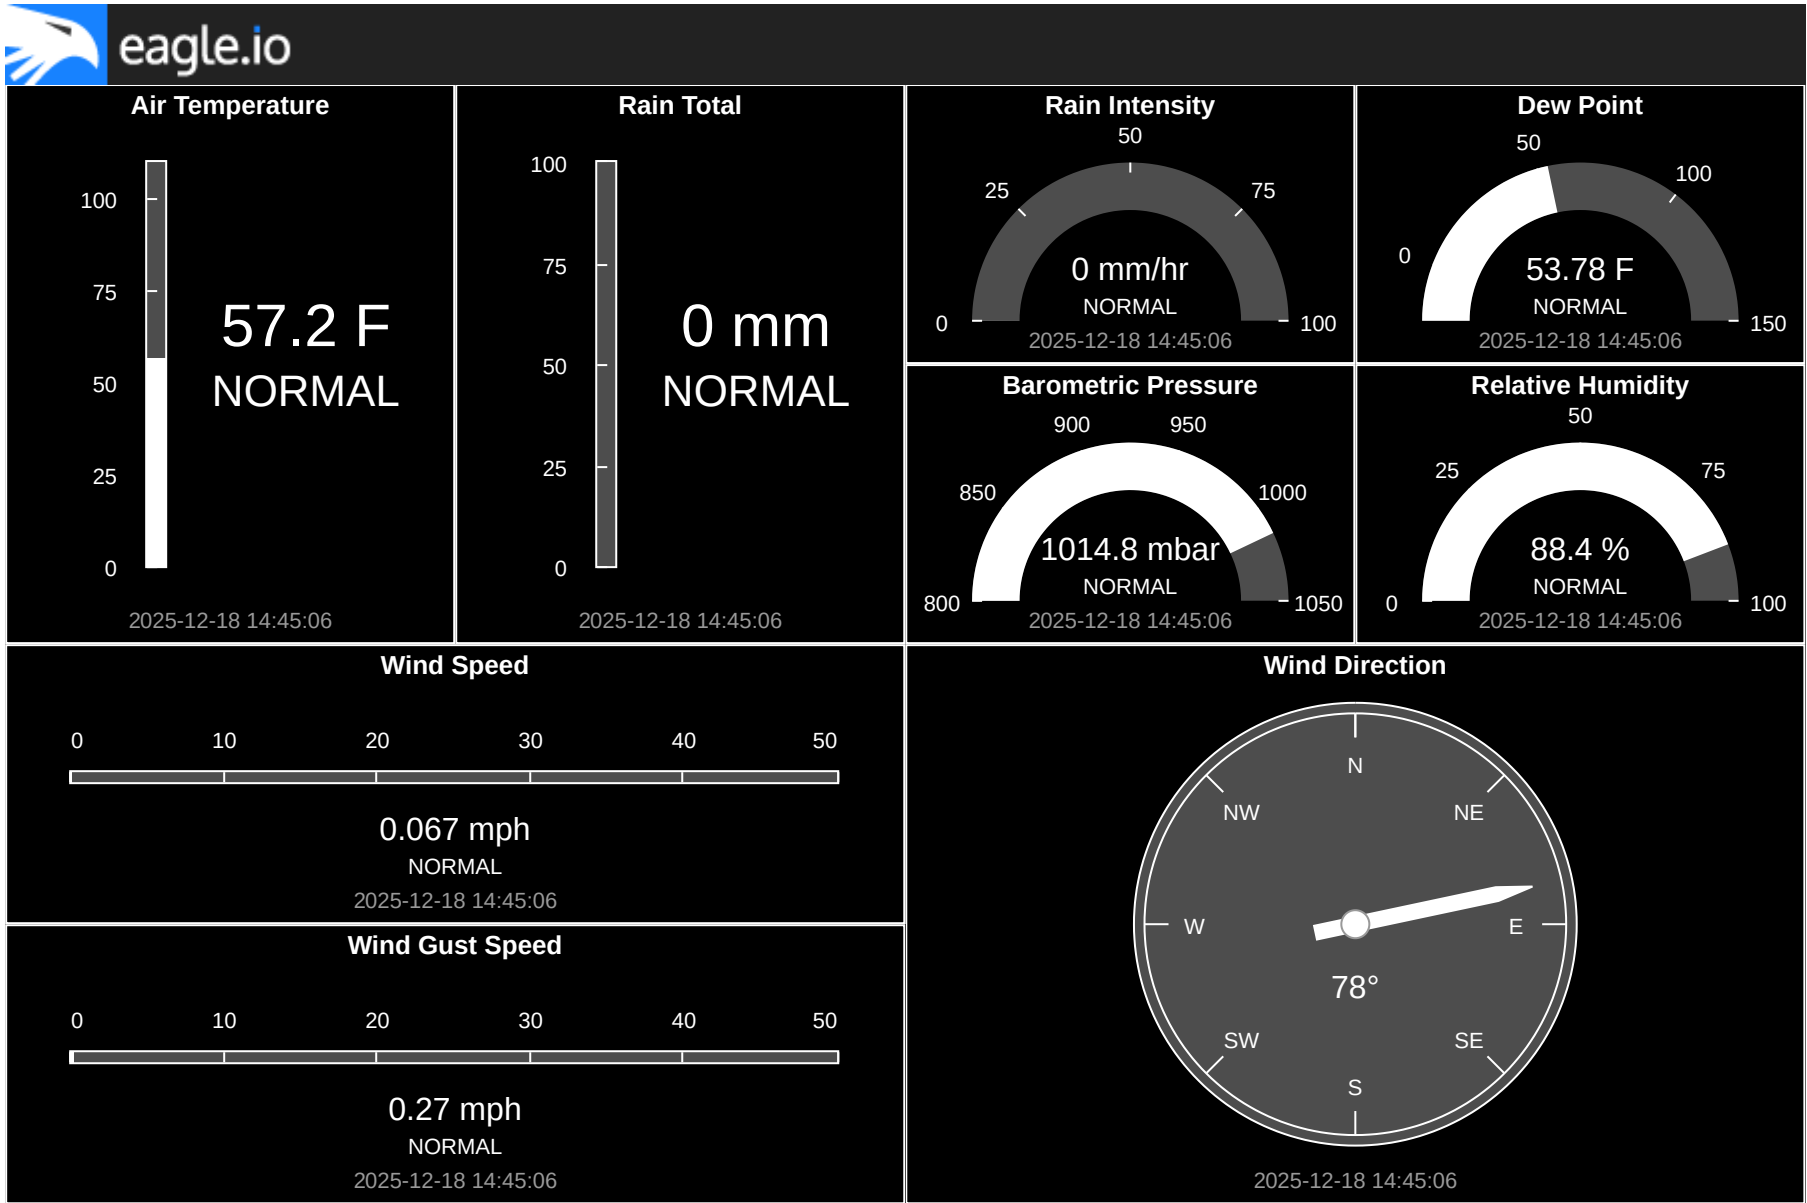 eagle.io
Air Temperature
100
75
50
25
0
57.2 F
NORMAL
2025-12-18 14:45:06
Rain Total
100
75
50
25
0
0 mm
NORMAL
2025-12-18 14:45:06
Rain Intensity
50
25
75
0
100
0 mm/hr
NORMAL
2025-12-18 14:45:06
Dew Point
50
100
0
150
53.78 F
NORMAL
2025-12-18 14:45:06
Barometric Pressure
900
950
850
1000
800
1050
1014.8 mbar
NORMAL
2025-12-18 14:45:06
Relative Humidity
50
25
75
0
100
88.4 %
NORMAL
2025-12-18 14:45:06
Wind Speed
0 10 20 30 40 50
0.067 mph
NORMAL
2025-12-18 14:45:06
Wind Gust Speed
0 10 20 30 40 50
0.27 mph
NORMAL
2025-12-18 14:45:06
Wind Direction
N
NW NE
W E
78°
SW SE
S
2025-12-18 14:45:06